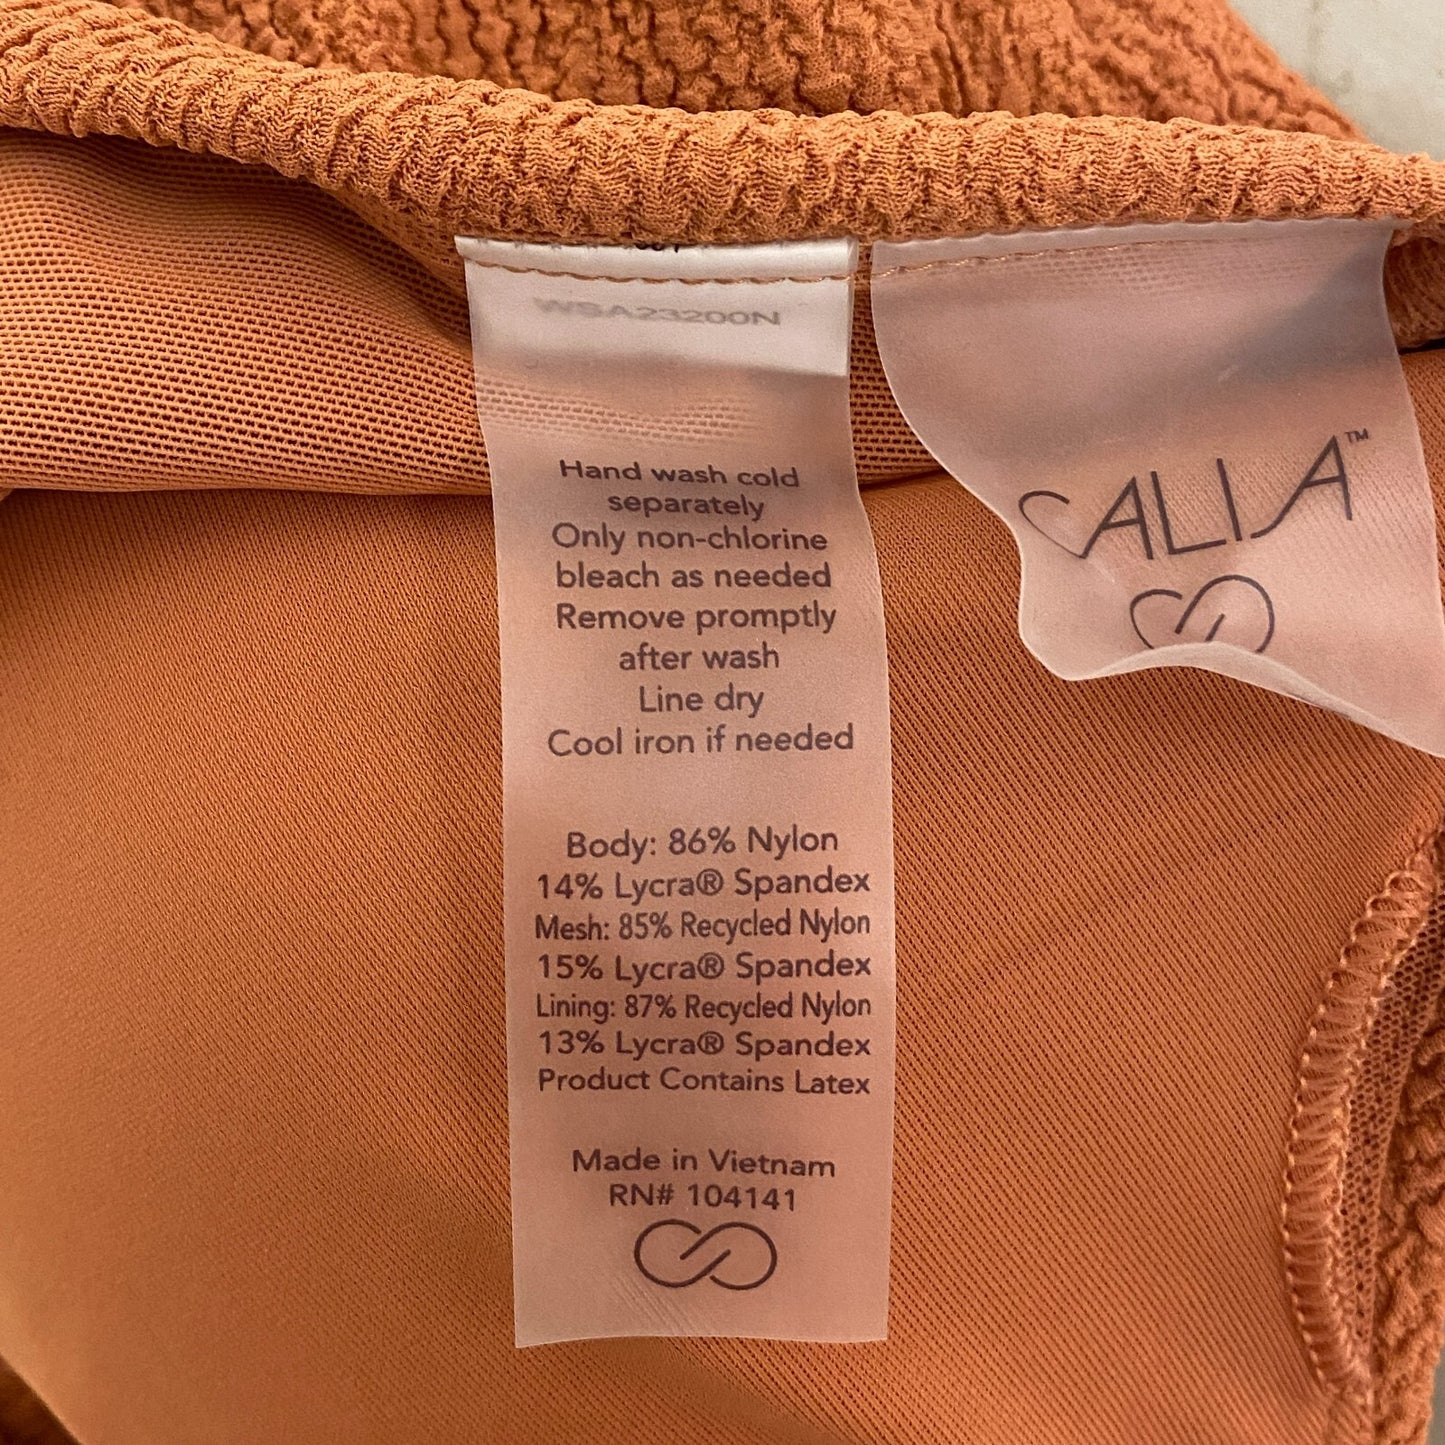 WSA23200N
Hand wash cold
separately
Only non-chlorine
bleach as needed
Remove promptly
after wash
Line dry
Cool iron if needed
Body: 86% Nylon
14% Lycra® Spandex
Mesh: 85% Recycled Nylon
15% Lycra® Spandex
Lining: 87% Recycled Nylon
13% Lycra® Spandex
Product Contains Latex
Made in Vietnam
RN# 104141
CALIA™